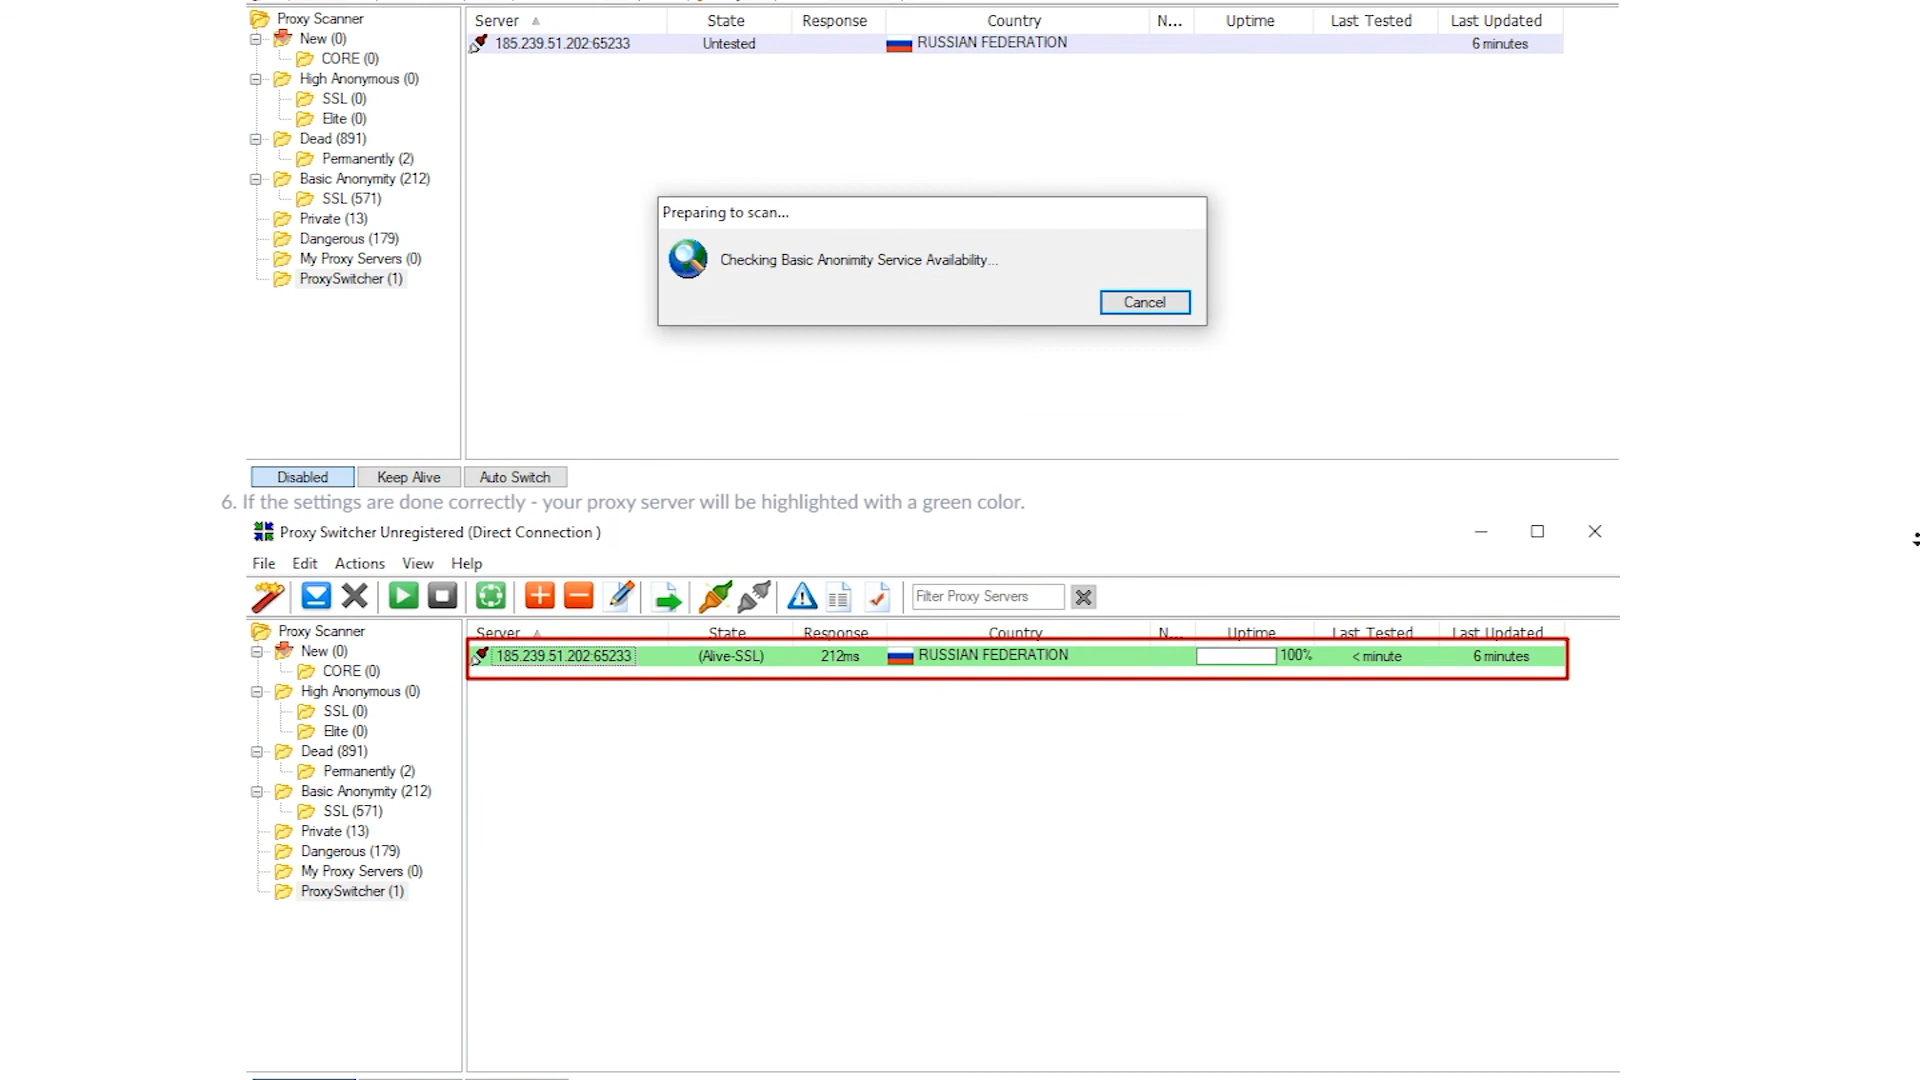 Proxy Scanner
Server State Response Country N... Uptime Last Tested Last Updated
New (0)
185.239.51.202:65233 Untested RUSSIAN FEDERATION 6 minutes
CORE (0)
High Anonymous (0)
SSL (0)
Elite (0)
Dead (891)
Permanently (2)
Basic Anonymity (212)
SSL (571)
Private (13)
Dangerous (179)
My Proxy Servers (0)
ProxySwitcher (1)
Preparing to scan...
Checking Basic Anonimity Service Availability...
Cancel
Disabled Keep Alive Auto Switch
6. If the settings are done correctly - your proxy server will be highlighted with a green color.
Proxy Switcher Unregistered (Direct Connection )
File Edit Actions View Help
Filter Proxy Servers
Proxy Scanner
Server State Response Country N... Uptime Last Tested Last Updated
New (0)
185.239.51.202:65233 (Alive-SSL) 212ms RUSSIAN FEDERATION 100% < minute 6 minutes
CORE (0)
High Anonymous (0)
SSL (0)
Elite (0)
Dead (891)
Permanently (2)
Basic Anonymity (212)
SSL (571)
Private (13)
Dangerous (179)
My Proxy Servers (0)
ProxySwitcher (1)